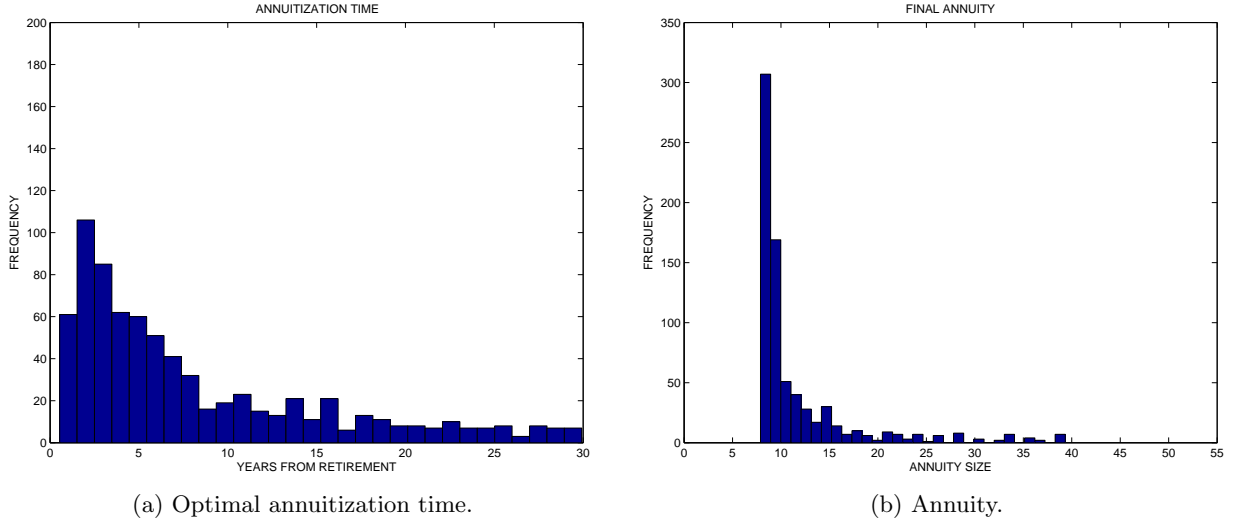 ANNUITIZATION TIME
200
180
160
140
120
100
80
60
40
20
0
FREQUENCY
0 5 10 15 20 25 30
YEARS FROM RETIREMENT
(a) Optimal annuitization time.
FINAL ANNUITY
350
300
250
200
150
100
50
0
FREQUENCY
0 5 10 15 20 25 30 35 40 45 50 55
ANNUITY SIZE
(b) Annuity.